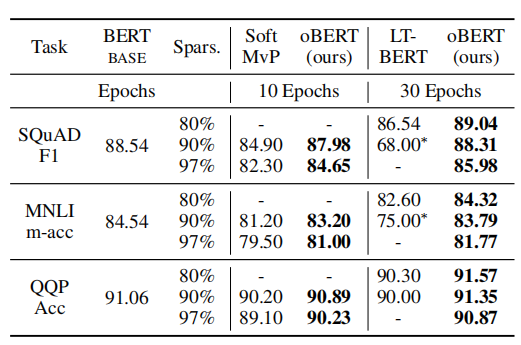 Task BERT BASE Spars. Soft MvP oBERT (ours) LT-BERT oBERT (ours)
Epochs 10 Epochs 30 Epochs
SQuAD F1 88.54
80% - - 86.54 89.04
90% 84.90 87.98 68.00* 88.31
97% 82.30 84.65 - 85.98
MNLI m-acc 84.54
80% - - 82.60 84.32
90% 81.20 83.20 75.00* 83.79
97% 79.50 81.00 - 81.77
QQP Acc 91.06
80% - - 90.30 91.57
90% 90.20 90.89 90.00 91.35
97% 89.10 90.23 - 90.87